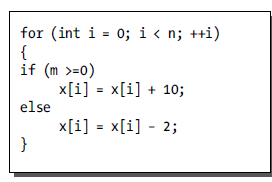 for (int i = 0; i < n; ++i)
{
if (m >=0)
x[i] = x[i] + 10;
else
x[i] = x[i] - 2;
}